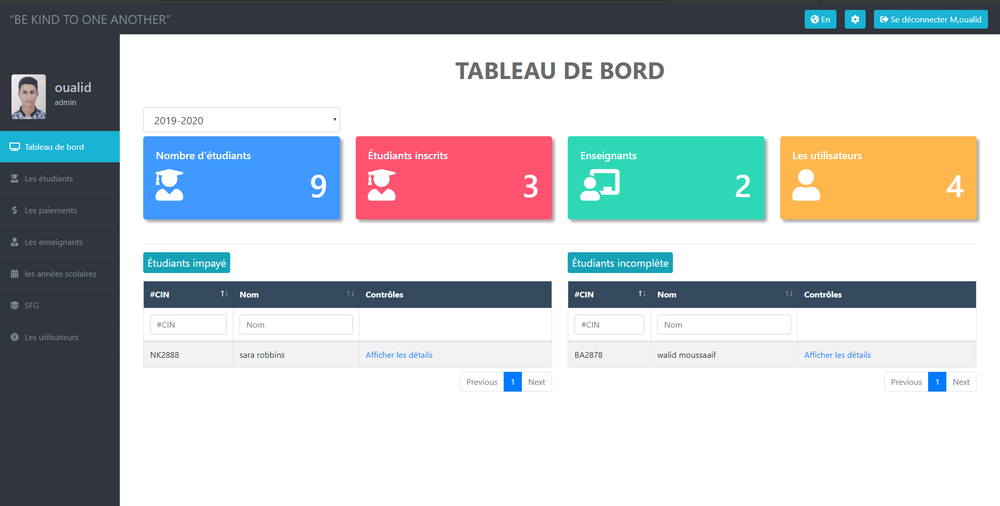 “BE KIND TO ONE ANOTHER”
En
Se déconnecter M,oualid
oualid
admin
Tableau de bord
Les étudiants
Les paiements
Les enseignants
les années scolaires
SFG
Les utilisateurs
TABLEAU DE BORD
2019-2020
Nombre d'étudiants
9
Étudiants inscrits
3
Enseignants
2
Les utilisateurs
4
Étudiants impayé
#CIN Nom Contrôles
#CIN Nom
NK2888 sara robbins Afficher les détails
Previous 1 Next
Étudiants incomplète
#CIN Nom Contrôles
#CIN Nom
BA2878 walid moussaaif Afficher les détails
Previous 1 Next